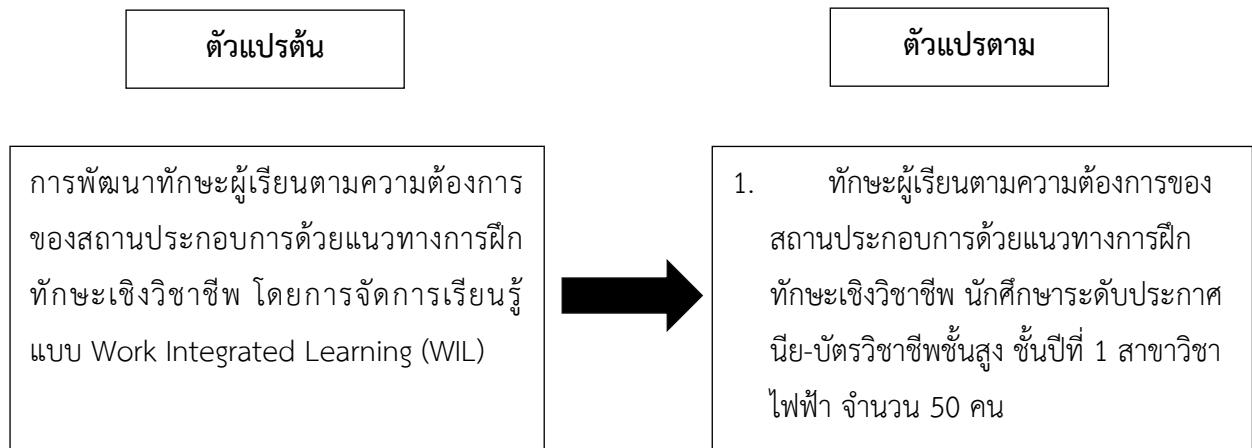 ตัวแปรต้น
ตัวแปรตาม
การพัฒนาทักษะผู้เรียนตามความต้องการ
ของสถานประกอบการด้วยแนวทางการฝึก
ทักษะเชิงวิชาชีพ โดยการจัดการเรียนรู้
แบบ Work Integrated Learning (WIL)
1. ทักษะผู้เรียนตามความต้องการของ
สถานประกอบการด้วยแนวทางการฝึก
ทักษะเชิงวิชาชีพ นักศึกษาระดับประกาศ
นีย-บัตรวิชาชีพชั้นสูง ชั้นปีที่ 1 สาขาวิชา
ไฟฟ้า จำนวน 50 คน